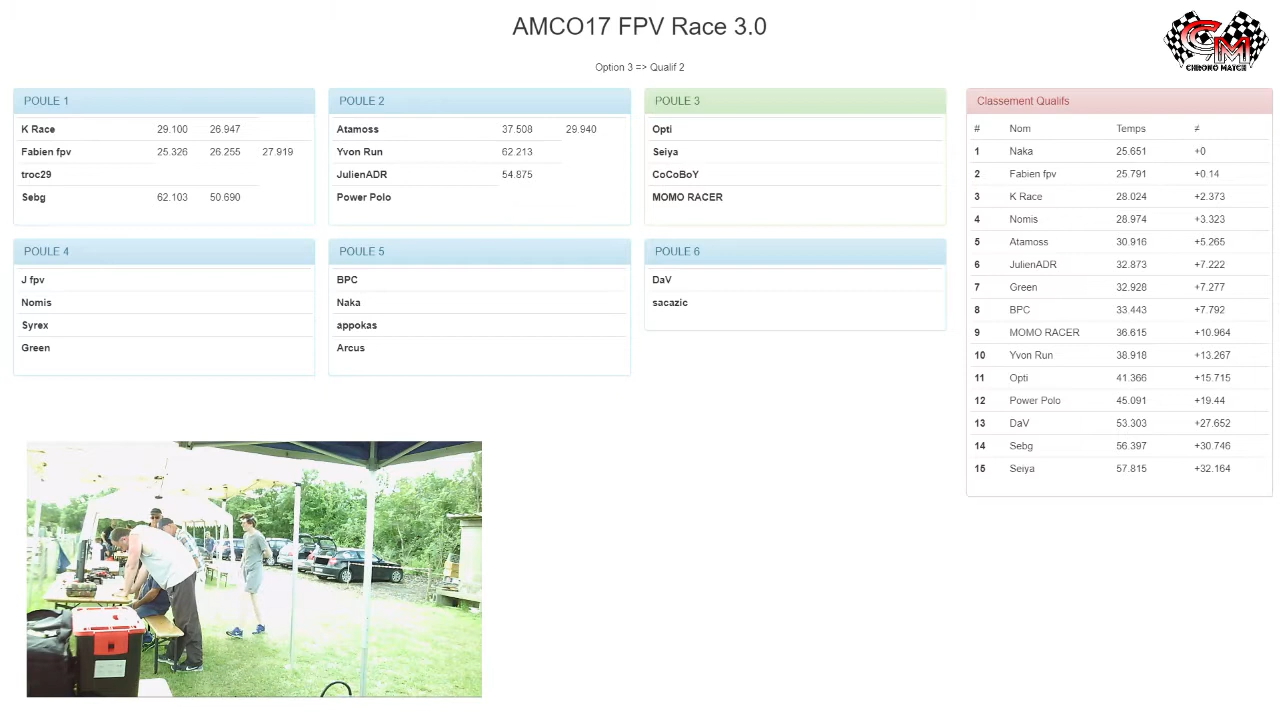 AMCO17 FPV Race 3.0
Option 3 => Qualif 2
CM
CHRONO MATCH
POULE 1
K Race 29.100 26.947
Fabien fpv 25.326 26.255 27.919
troc29
Sebg 62.103 50.690
POULE 2
Atamoss 37.508 29.940
Yvon Run 62.213
JulienADR 54.875
Power Polo
POULE 3
Opti
Seiya
CoCoBoY
MOMO RACER
POULE 4
J fpv
Nomis
Syrex
Green
POULE 5
BPC
Naka
appokas
Arcus
POULE 6
DaV
sacazic
Classement Qualifs
# Nom Temps ≠
1 Naka 25.651 +0
2 Fabien fpv 25.791 +0.14
3 K Race 28.024 +2.373
4 Nomis 28.974 +3.323
5 Atamoss 30.916 +5.265
6 JulienADR 32.873 +7.222
7 Green 32.928 +7.277
8 BPC 33.443 +7.792
9 MOMO RACER 36.615 +10.964
10 Yvon Run 38.918 +13.267
11 Opti 41.366 +15.715
12 Power Polo 45.091 +19.44
13 DaV 53.303 +27.652
14 Sebg 56.397 +30.746
15 Seiya 57.815 +32.164